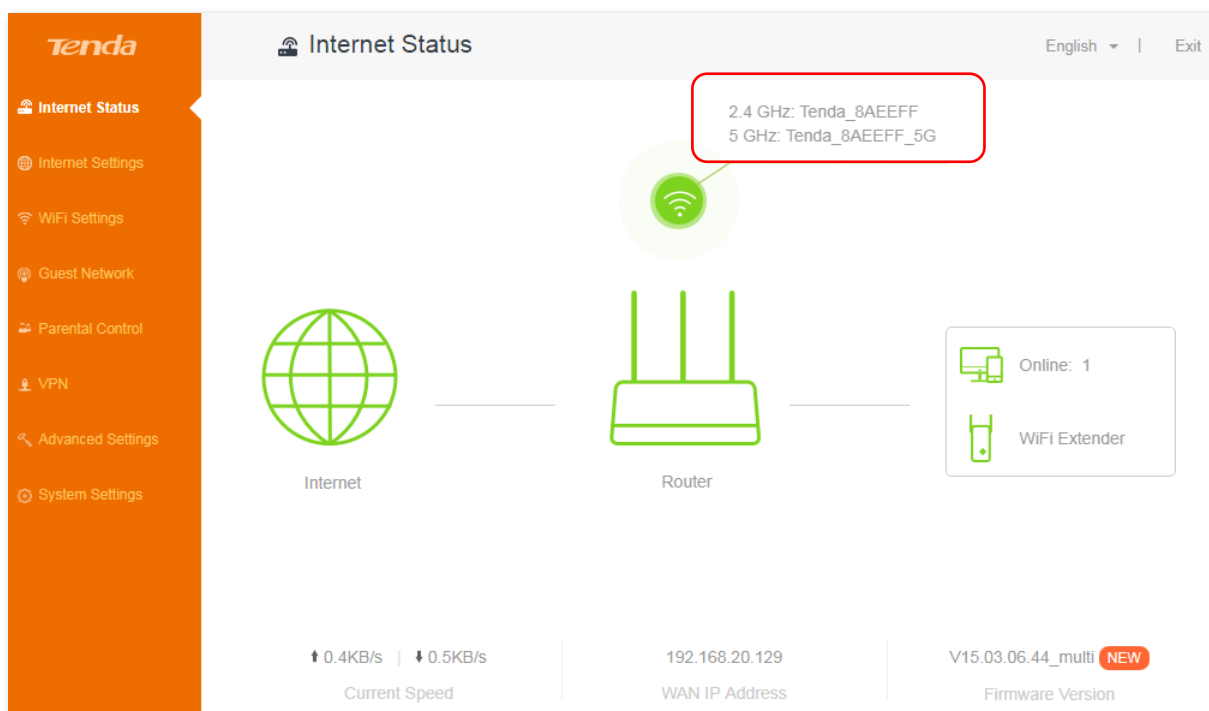 Tenda
Internet Status
English |
Exit
Internet Status
Internet Settings
WiFi Settings
Guest Network
Parental Control
VPN
Advanced Settings
System Settings
2.4 GHz: Tenda_8AEEFF
5 GHz: Tenda_8AEEFF_5G
Online: 1
WiFi Extender
Internet
Router
0.4KB/s | 0.5KB/s
Current Speed
192.168.20.129
WAN IP Address
V15.03.06.44_multi NEW
Firmware Version